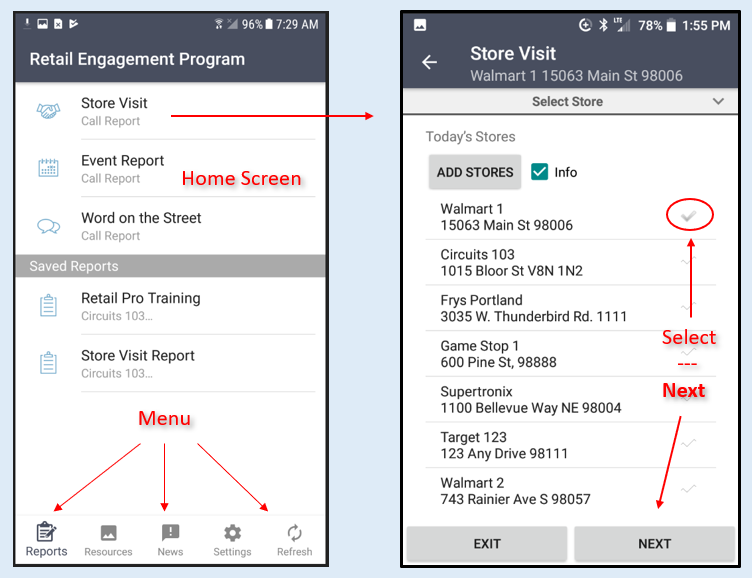 96% 7:29 AM
Retail Engagement Program
Store Visit
Call Report
Event Report
Call Report
Home Screen
Word on the Street
Call Report
Saved Reports
Retail Pro Training
Circuits 103...
Store Visit Report
Circuits 103...
Menu
Reports
Resources
News
Settings
Refresh
LTE 78% 1:55 PM
Store Visit
Walmart 1 15063 Main St 98006
Select Store
Today's Stores
ADD STORES
Info
Walmart 1
15063 Main St 98006
Circuits 103
1015 Bloor St V8N 1N2
Frys Portland
3035 W. Thunderbird Rd. 1111
Game Stop 1
600 Pine St, 98888
Select
---
Next
Supertronix
1100 Bellevue Way NE 98004
Target 123
123 Any Drive 98111
Walmart 2
743 Rainier Ave S 98057
EXIT
NEXT